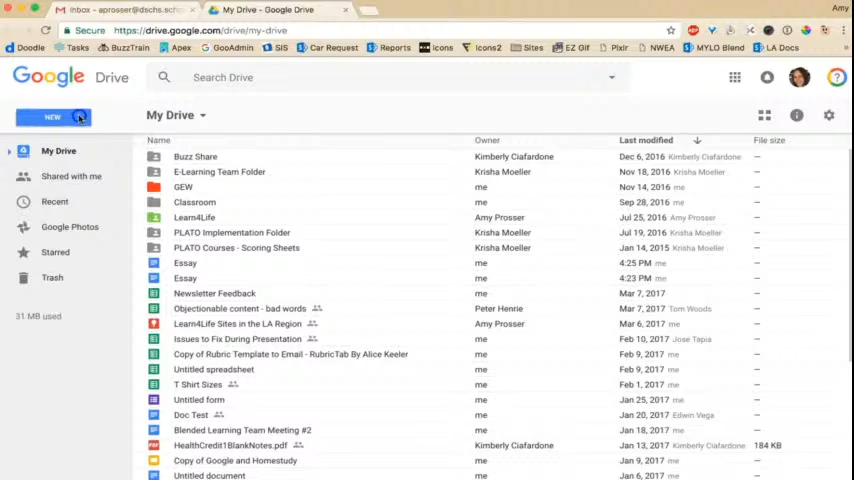 Inbox - aprosser@dschs.scho
My Drive - Google Drive
Amy
Secure https://drive.google.com/drive/my-drive
Doodle Tasks BuzzTrain Apex GooAdmin SIS Car Request Reports Icons Icons2 Sites EZ Gif Pixlr NWEA MYLO Blend LA Docs
Google Drive Search Drive
NEW My Drive
Name Owner Last modified File size
My Drive
Shared with me
Recent
Google Photos
Starred
Trash
31 MB used
Buzz Share Kimberly Ciafardone Dec 6, 2016 Kimberly Ciafardone —
E-Learning Team Folder Krisha Moeller Nov 18, 2016 Krisha Moeller —
GEW me Nov 14, 2016 me —
Classroom me Sep 28, 2016 me —
Learn4Life Amy Prosser Jul 25, 2016 Amy Prosser —
PLATO Implementation Folder Krisha Moeller Jul 19, 2016 Krisha Moeller —
PLATO Courses - Scoring Sheets Krisha Moeller Jan 14, 2015 Krisha Moeller —
Essay me 4:25 PM me —
Essay me 4:23 PM me —
Newsletter Feedback me Mar 7, 2017 —
Objectionable content - bad words Peter Henrie Mar 7, 2017 Tom Woods —
Learn4Life Sites in the LA Region Amy Prosser Mar 6, 2017 me —
Issues to Fix During Presentation me Feb 10, 2017 Jose Tapia —
Copy of Rubric Template to Email - RubricTab By Alice Keeler me Feb 9, 2017 me —
Untitled spreadsheet me Feb 9, 2017 me —
T Shirt Sizes me Feb 1, 2017 me —
Untitled form me Jan 25, 2017 me —
Doc Test me Jan 20, 2017 Edwin Vega —
Blended Learning Team Meeting #2 me Jan 20, 2017 me —
HealthCredit1BlankNotes.pdf Kimberly Ciafardone Jan 13, 2017 Kimberly Ciafardone 184 KB
Copy of Google and Homestudy me Jan 9, 2017 me —
Untitled document me Jan 6, 2017 me —